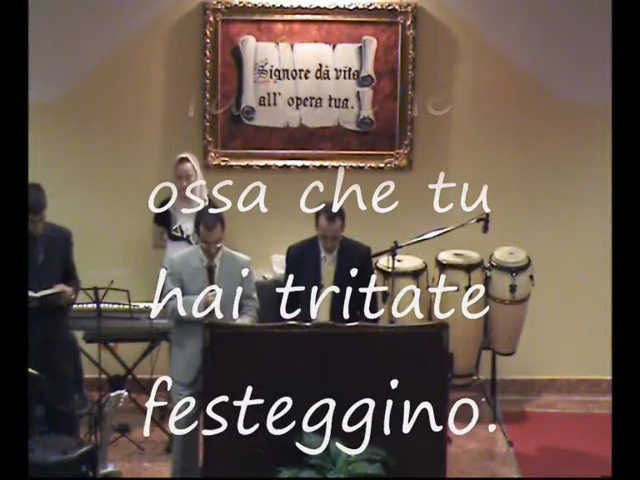 Signore dà vita
all' opera tua.
ossa che tu
hai tritate
festeggino.